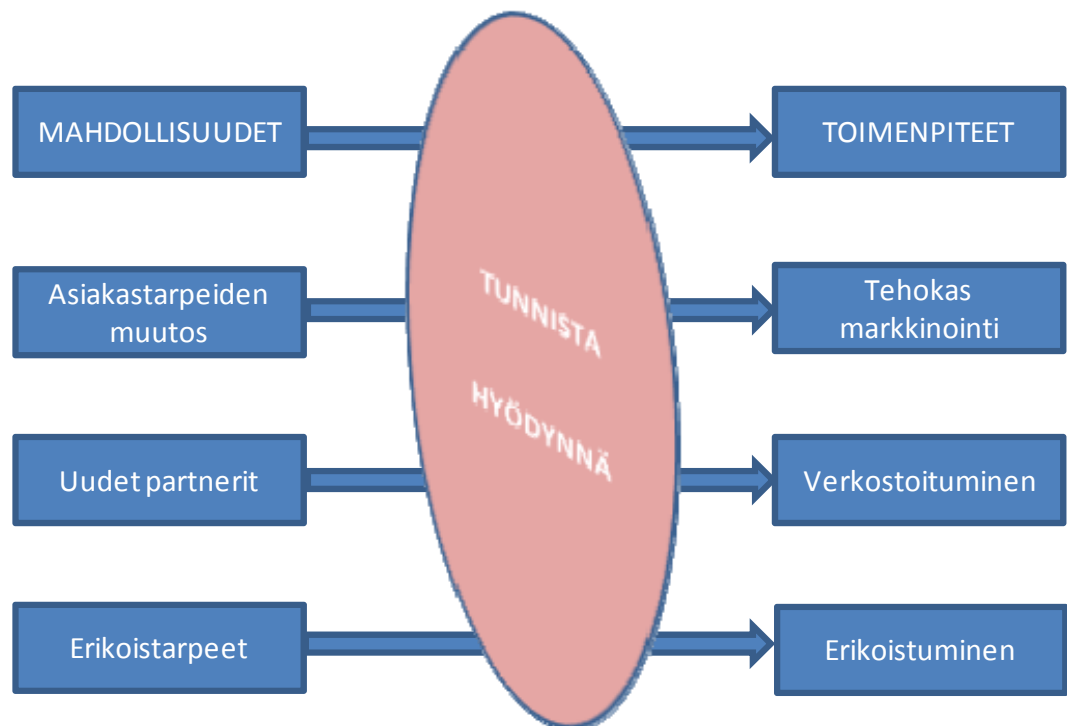 MAHDOLLISUUDET
TOIMENPITEET
Asiakastarpeiden
muutos
TUNNISTA
HYÖDYNNÄ
Tehokas
markkinointi
Uudet partnerit
Verkostoituminen
Erikoistarpeet
Erikoistuminen